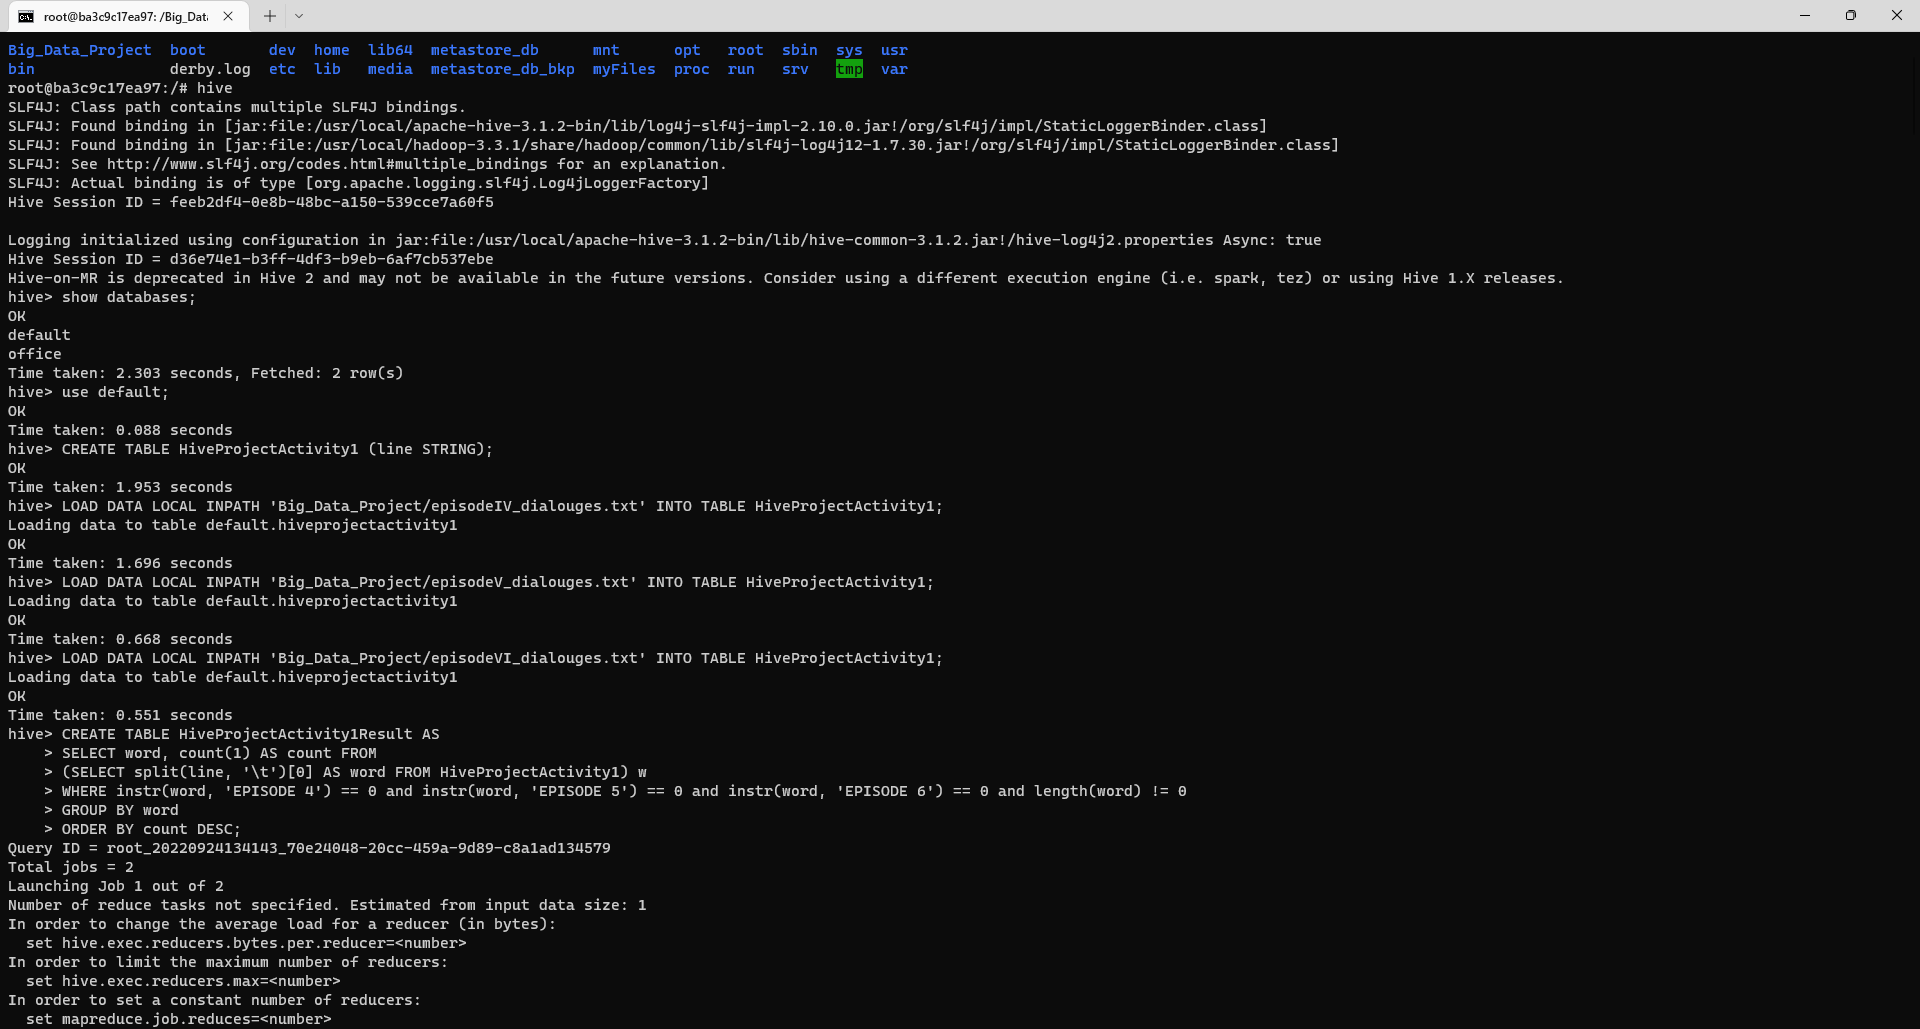 root@ba3c9c17ea97: /Big_Dat
Big_Data_Project  boot       dev  home  lib64  metastore_db      mnt      opt   root  sbin  sys  usr
bin               derby.log  etc  lib   media  metastore_db_bkp  myFiles  proc  run   srv   tmp  var
root@ba3c9c17ea97:/# hive
SLF4J: Class path contains multiple SLF4J bindings.
SLF4J: Found binding in [jar:file:/usr/local/apache-hive-3.1.2-bin/lib/log4j-slf4j-impl-2.10.0.jar!/org/slf4j/impl/StaticLoggerBinder.class]
SLF4J: Found binding in [jar:file:/usr/local/hadoop-3.3.1/share/hadoop/common/lib/slf4j-log4j12-1.7.30.jar!/org/slf4j/impl/StaticLoggerBinder.class]
SLF4J: See http://www.slf4j.org/codes.html#multiple_bindings for an explanation.
SLF4J: Actual binding is of type [org.apache.logging.slf4j.Log4jLoggerFactory]
Hive Session ID = feeb2df4-0e8b-48bc-a150-539cce7a60f5
Logging initialized using configuration in jar:file:/usr/local/apache-hive-3.1.2-bin/lib/hive-common-3.1.2.jar!/hive-log4j2.properties Async: true
Hive Session ID = d36e74e1-b3ff-4df3-b9eb-6af7cb537ebe
Hive-on-MR is deprecated in Hive 2 and may not be available in the future versions. Consider using a different execution engine (i.e. spark, tez) or using Hive 1.X releases.
hive> show databases;
OK
default
office
Time taken: 2.303 seconds, Fetched: 2 row(s)
hive> use default;
OK
Time taken: 0.088 seconds
hive> CREATE TABLE HiveProjectActivity1 (line STRING);
OK
Time taken: 1.953 seconds
hive> LOAD DATA LOCAL INPATH 'Big_Data_Project/episodeIV_dialouges.txt' INTO TABLE HiveProjectActivity1;
Loading data to table default.hiveprojectactivity1
OK
Time taken: 1.696 seconds
hive> LOAD DATA LOCAL INPATH 'Big_Data_Project/episodeV_dialouges.txt' INTO TABLE HiveProjectActivity1;
Loading data to table default.hiveprojectactivity1
OK
Time taken: 0.668 seconds
hive> LOAD DATA LOCAL INPATH 'Big_Data_Project/episodeVI_dialouges.txt' INTO TABLE HiveProjectActivity1;
Loading data to table default.hiveprojectactivity1
OK
Time taken: 0.551 seconds
hive> CREATE TABLE HiveProjectActivity1Result AS
    > SELECT word, count(1) AS count FROM
    > (SELECT split(line, '\t')[0] AS word FROM HiveProjectActivity1) w
    > WHERE instr(word, 'EPISODE 4') == 0 and instr(word, 'EPISODE 5') == 0 and instr(word, 'EPISODE 6') == 0 and length(word) != 0
    > GROUP BY word
    > ORDER BY count DESC;
Query ID = root_20220924134143_70e24048-20cc-459a-9d89-c8a1ad134579
Total jobs = 2
Launching Job 1 out of 2
Number of reduce tasks not specified. Estimated from input data size: 1
In order to change the average load for a reducer (in bytes):
  set hive.exec.reducers.bytes.per.reducer=<number>
In order to limit the maximum number of reducers:
  set hive.exec.reducers.max=<number>
In order to set a constant number of reducers:
  set mapreduce.job.reduces=<number>